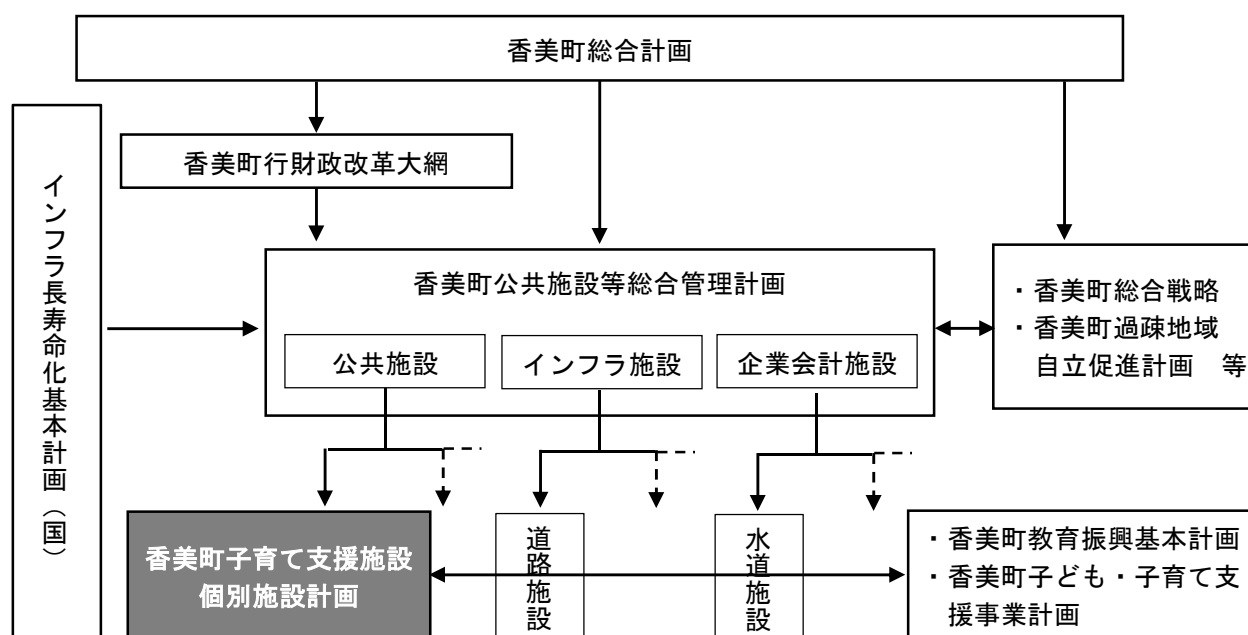 香美町総合計画
香美町行財政改革大綱
インフラ長寿命化基本計画（国）
香美町公共施設等総合管理計画
公共施設
インフラ施設
企業会計施設
・香美町総合戦略
・香美町過疎地域
自立促進計画　等
香美町子育て支援施設
個別施設計画
道路施設
水道施設
・香美町教育振興基本計画
・香美町子ども・子育て支
援事業計画